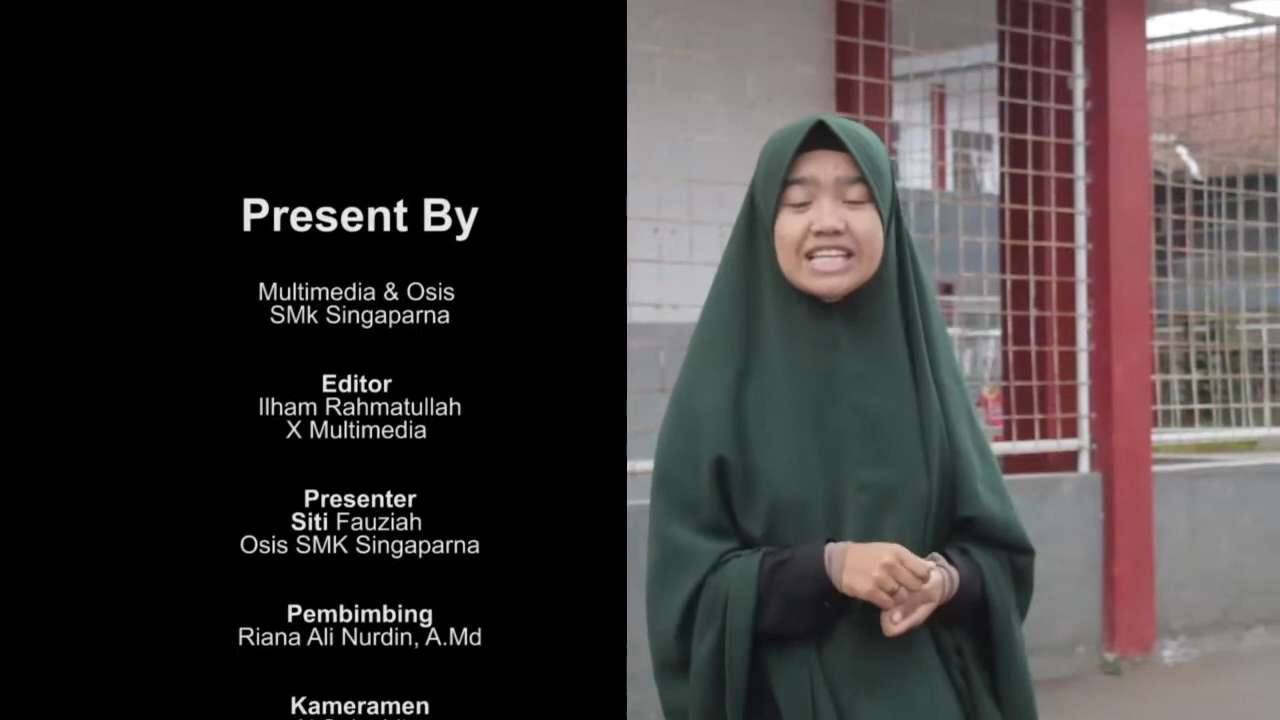 Present By
Multimedia & Osis
SMk Singaparna
Editor
Ilham Rahmatullah
X Multimedia
Presenter
Siti Fauziah
Osis SMK Singaparna
Pembimbing
Riana Ali Nurdin, A.Md
Kameramen